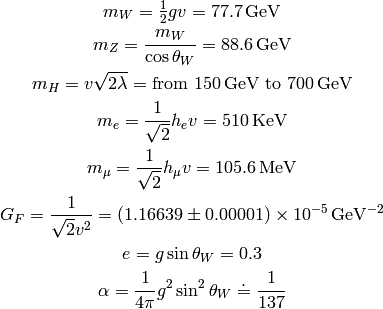 m_W = ½gv = 77.7 GeV
m_Z = m_W / cos θ_W = 88.6 GeV
m_H = v√(2λ) = from 150 GeV to 700 GeV
m_e = 1/√2 h_e v = 510 KeV
m_μ = 1/√2 h_μ v = 105.6 MeV
G_F = 1/(√2v²) = (1.16639 ± 0.00001) × 10⁻⁵ GeV⁻²
e = g sin θ_W = 0.3
α = 1/4π g² sin² θ_W ≐ 1/137